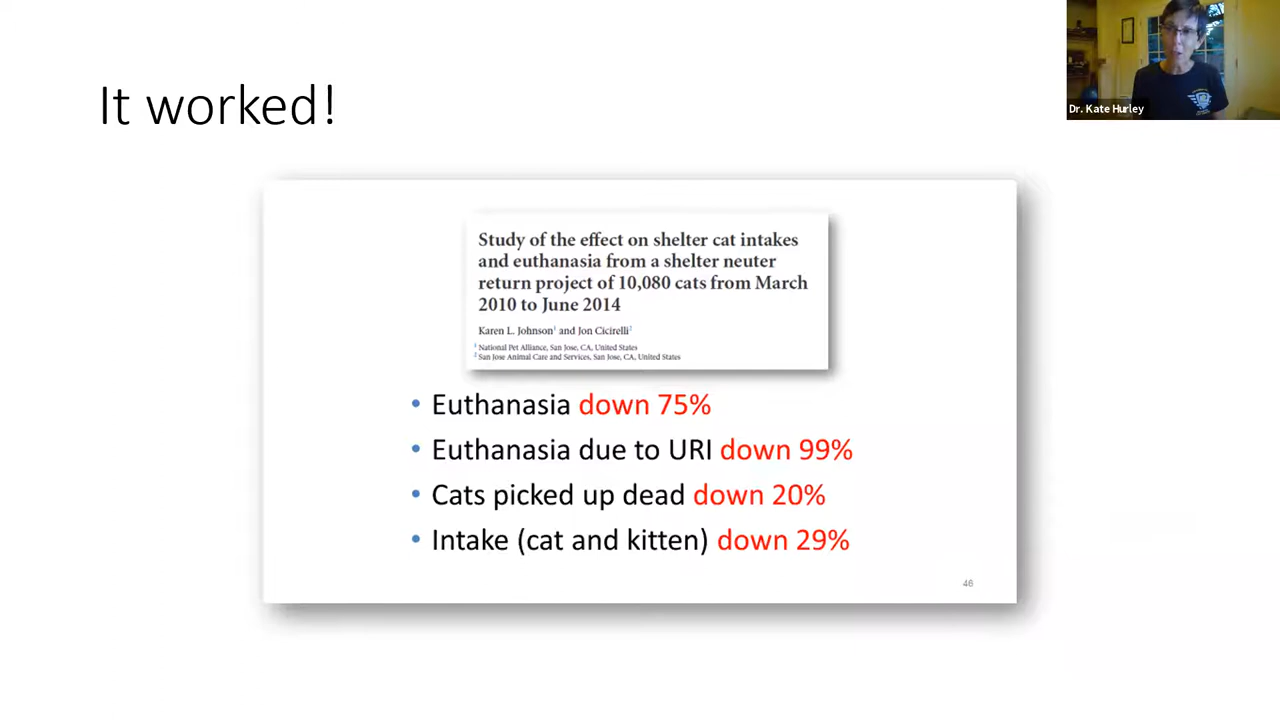 It worked!
Dr. Kate Hurley
Study of the effect on shelter cat intakes
and euthanasia from a shelter neuter
return project of 10,080 cats from March
2010 to June 2014
Karen L. Johnson¹ and Jon Cicirelli²
¹ National Pet Alliance, San Jose, CA, United States
² San Jose Animal Care and Services, San Jose, CA, United States
• Euthanasia down 75%
• Euthanasia due to URI down 99%
• Cats picked up dead down 20%
• Intake (cat and kitten) down 29%
46